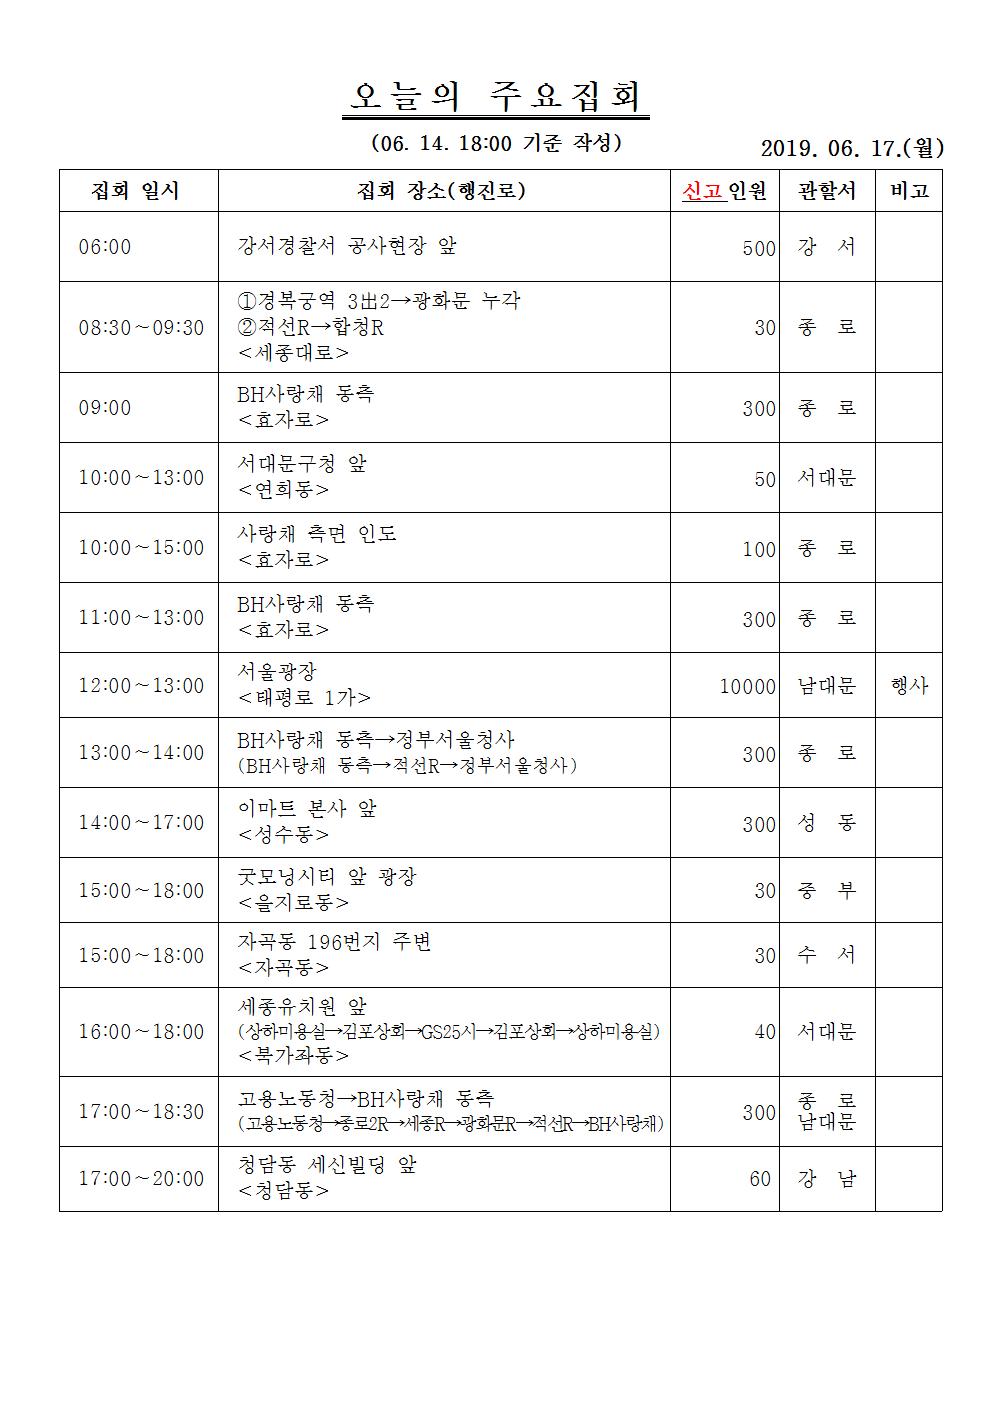 오늘의 주요집회
(06. 14. 18:00 기준 작성)
2019. 06. 17.(월)
집회 일시 집회 장소(행진로) 신고인원 관할서 비고
06:00 강서경찰서 공사현장 앞 500 강 서
08:30～09:30 ①경복궁역 3出2→광화문 누각 30 종 로
②적선R→합청R
<세종대로>
09:00 BH사랑채 동측 300 종 로
<효자로>
10:00～13:00 서대문구청 앞 50 서대문
<연희동>
10:00～15:00 사랑채 측면 인도 100 종 로
<효자로>
11:00～13:00 BH사랑채 동측 300 종 로
<효자로>
12:00～13:00 서울광장 10000 남대문 행사
<태평로 1가>
13:00～14:00 BH사랑채 동측→정부서울청사 300 종 로
(BH사랑채 동측→적선R→정부서울청사)
14:00～17:00 이마트 본사 앞 300 성 동
<성수동>
15:00～18:00 굿모닝시티 앞 광장 30 중 부
<을지로동>
15:00～18:00 자곡동 196번지 주변 30 수 서
<자곡동>
16:00～18:00 세종유치원 앞 40 서대문
(상하미용실→김포상회→GS25시→김포상회→상하미용실)
<북가좌동>
17:00～18:30 고용노동청→BH사랑채 동측 300 종 로
(고용노동청→종로2R→세종R→광화문R→적선R→BH사랑채) 남대문
17:00～20:00 청담동 세신빌딩 앞 60 강 남
<청담동>